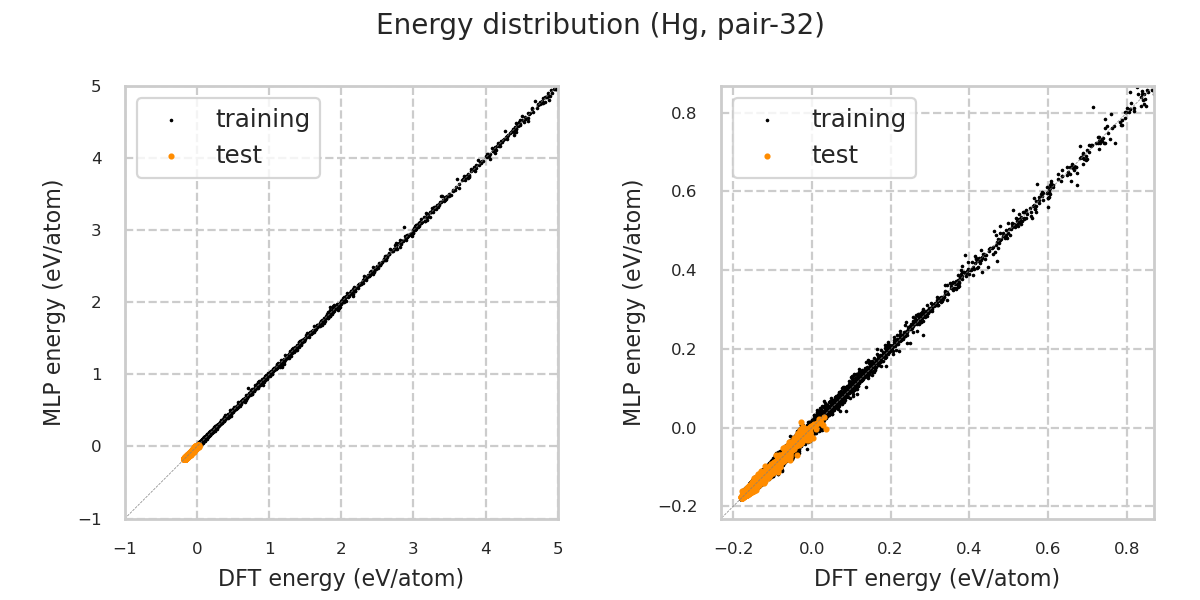 Energy distribution (Hg, pair-32)
training
test
5
4
3
2
1
0
−1
−1
0
1
2
3
4
5
MLP energy (eV/atom)
DFT energy (eV/atom)
training
test
0.8
0.6
0.4
0.2
0.0
−0.2
−0.2
0.0
0.2
0.4
0.6
0.8
MLP energy (eV/atom)
DFT energy (eV/atom)